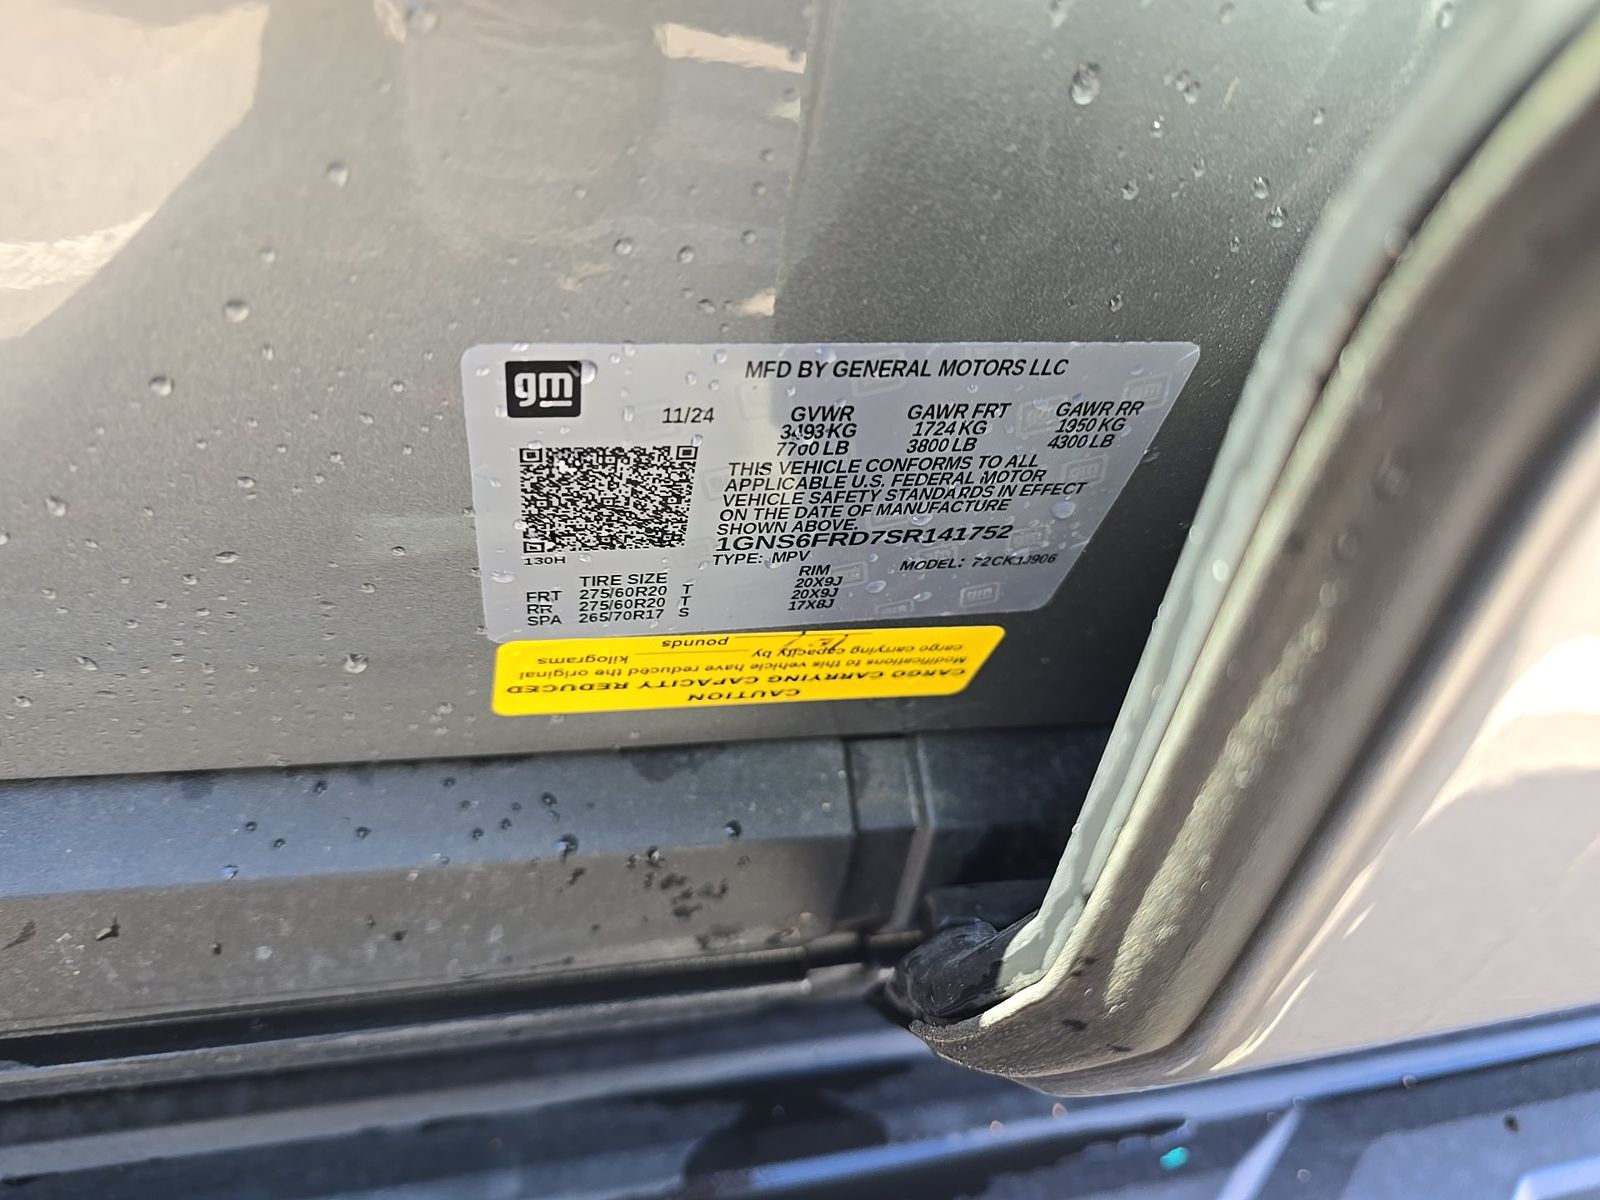 gm
MFD BY GENERAL MOTORS LLC
11/24 GVWR GAWR FRT GAWR RR
3493 KG 1724 KG 1950 KG
7700 LB 3800 LB 4300 LB
THIS VEHICLE CONFORMS TO ALL
APPLICABLE U.S. FEDERAL MOTOR
VEHICLE SAFETY STANDARDS IN EFFECT
ON THE DATE OF MANUFACTURE
SHOWN ABOVE.
1GNS6FRD7SR141752
130H
TYPE: MPV MODEL:
TIRE SIZE RIM
FRT 275/60R20 T 20X9J
RR 275/60R20 T 20X9J
SPA 265/70R17 S 17X8J
CAUTION
CARGO CARRYING CAPACITY REDUCED
Modifications to this vehicle have reduced the original
cargo carrying capacity by kilograms
pounds